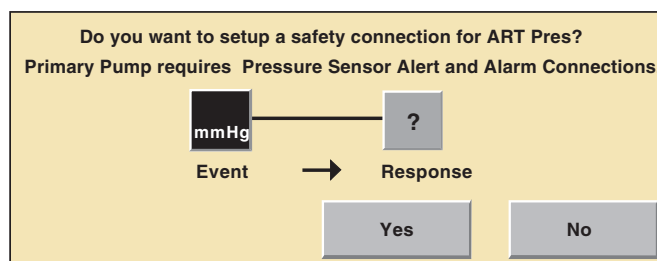 Do you want to setup a safety connection for ART Pres?
Primary Pump requires Pressure Sensor Alert and Alarm Connections
mmHg ?
Event → Response
Yes No